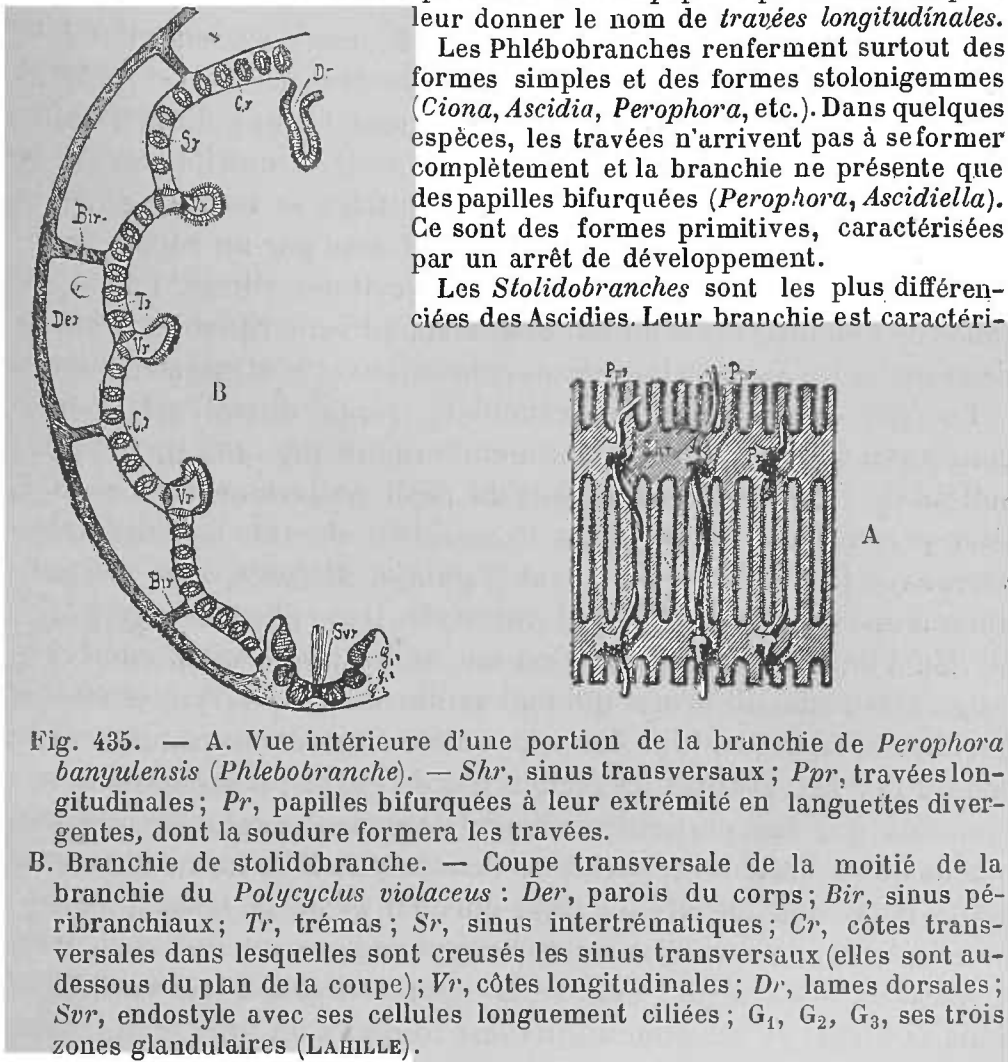 leur donner le nom de travées longitudinales.
Les Phlébobranches renferment surtout des
formes simples et des formes stolonigemmes
(Ciona, Ascidia, Perophora, etc.). Dans quelques
espèces, les travées n'arrivent pas à se former
complètement et la branchie ne présente que
des papilles bifurquées (Perophora, Ascidiella).
Ce sont des formes primitives, caractérisées
par un arrêt de développement.
Les Stolidobranches sont les plus différen-
ciées des Ascidies. Leur branchie est caractéri-
Dr
Cr
Sr
Vr
Bir
Tr
Der
Vr
B
Cr
Vr
Bir
Svr
A
Fig. 435. — A. Vue intérieure d'une portion de la branchie de Perophora
banyulensis (Phlebobranche). — Shr, sinus transversaux; Ppr, travées lon-
gitudinales; Pr, papilles bifurquées à leur extrémité en languettes diver-
gentes, dont la soudure formera les travées.
B. Branchie de stolidobranche. — Coupe transversale de la moitié de la
branchie du Polycyclus violaceus : Der, parois du corps; Bir, sinus pé-
ribranchiaux; Tr, trémas; Sr, sinus intertrématiques; Cr, côtes trans-
versales dans lesquelles sont creusés les sinus transversaux (elles sont au-
dessous du plan de la coupe); Vr, côtes longitudinales; Dr, lames dorsales;
Svr, endostyle avec ses cellules longuement ciliées; G₁, G₂, G₃, ses trois
zones glandulaires (LAHILLE).